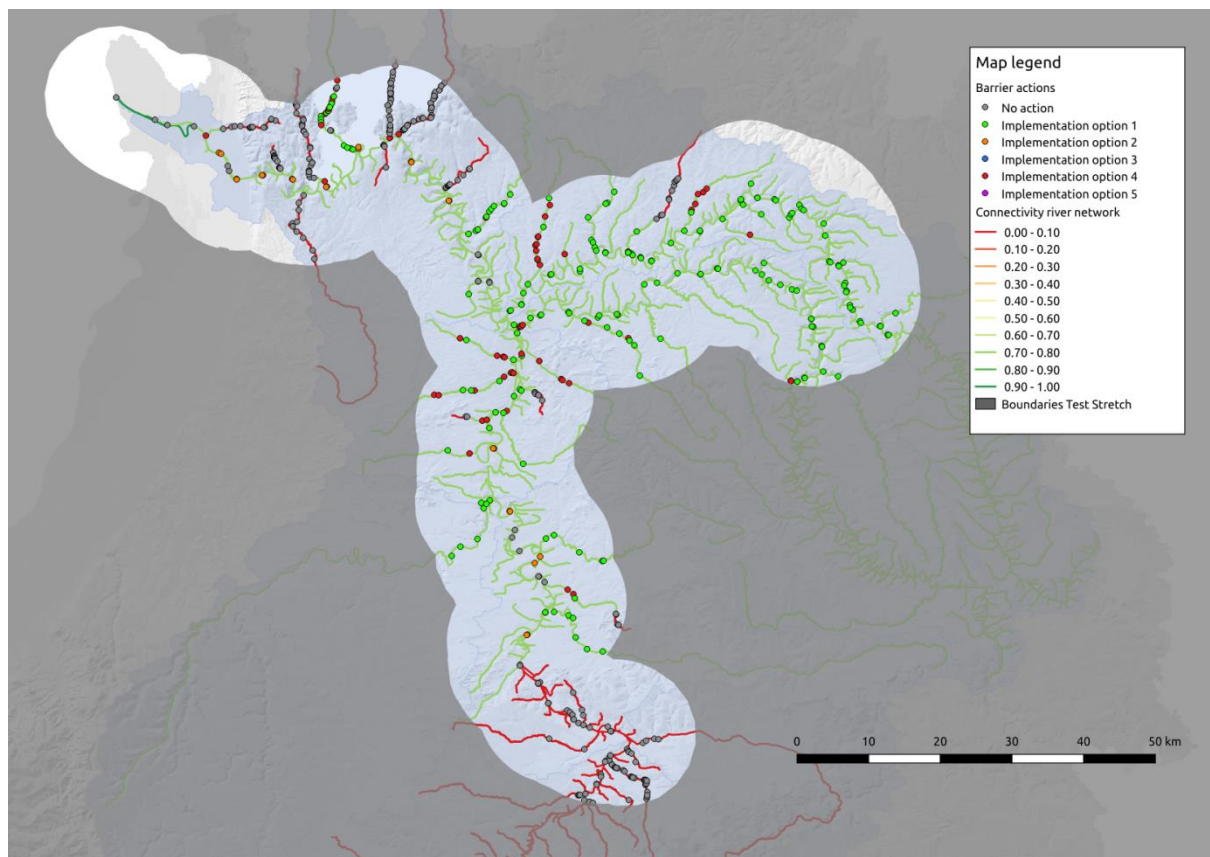 Map legend
Barrier actions
No action
Implementation option 1
Implementation option 2
Implementation option 3
Implementation option 4
Implementation option 5
Connectivity river network
0.00 - 0.10
0.10 - 0.20
0.20 - 0.30
0.30 - 0.40
0.40 - 0.50
0.50 - 0.60
0.60 - 0.70
0.70 - 0.80
0.80 - 0.90
0.90 - 1.00
Boundaries Test Stretch
0 10 20 30 40 50 km